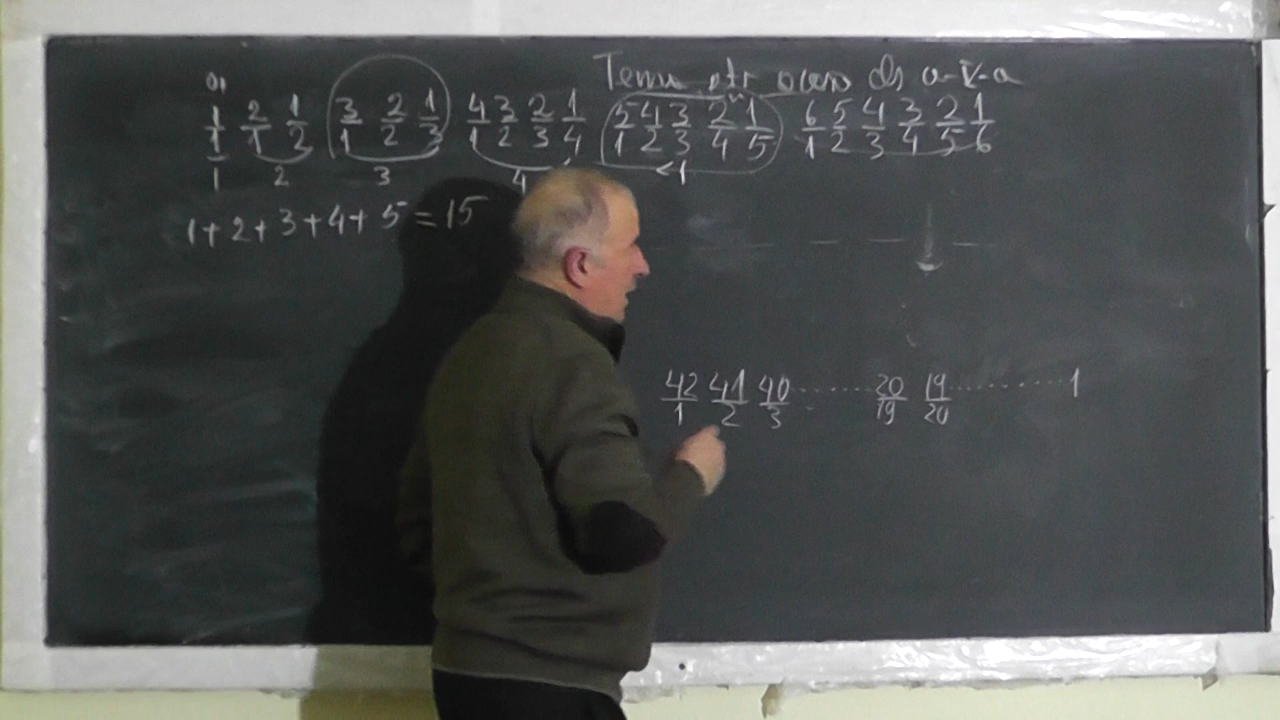 Tema ptr acasa cls a-V-a
1/1 2/1 1/2 3/1 2/2 1/3 4/1 3/2 2/3 1/4 5/1 4/2 3/3 2/4 1/5 6/1 5/2 4/3 3/4 2/5 1/6
1 2 3 4 <1
1+2+3+4+5=15
42/1 41/2 40/3 ........ 20/19 19/20 .......... 1